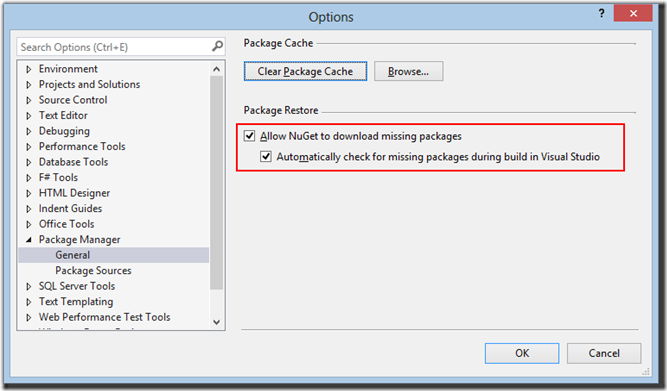 Options
?
Search Options (Ctrl+E)
Environment
Projects and Solutions
Source Control
Text Editor
Debugging
Performance Tools
Database Tools
F# Tools
HTML Designer
Indent Guides
Office Tools
Package Manager
General
Package Sources
SQL Server Tools
Text Templating
Web Performance Test Tools
Package Cache
Clear Package Cache
Browse...
Package Restore
Allow NuGet to download missing packages
Automatically check for missing packages during build in Visual Studio
OK
Cancel